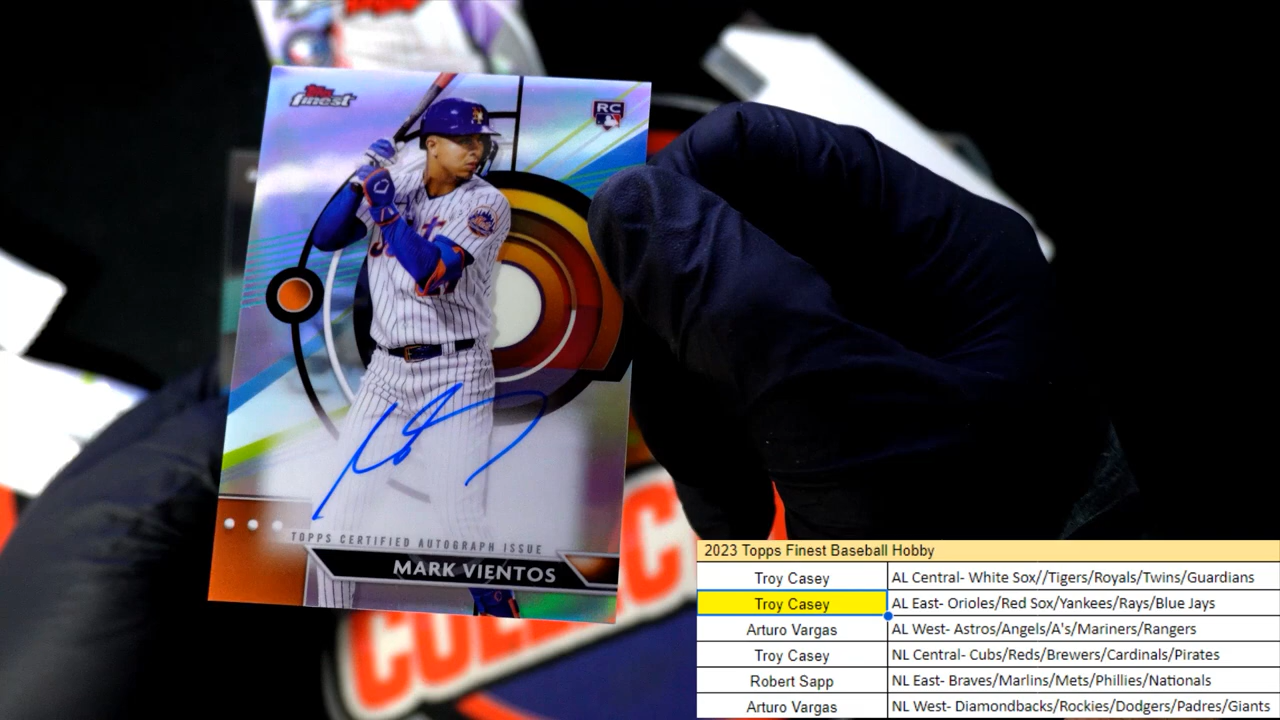 Topps
finest
RC
TOPPS CERTIFIED AUTOGRAPH ISSUE
MARK VIENTOS
2023 Topps Finest Baseball Hobby
Troy Casey AL Central- White Sox//Tigers/Royals/Twins/Guardians
Troy Casey AL East- Orioles/Red Sox/Yankees/Rays/Blue Jays
Arturo Vargas AL West- Astros/Angels/A's/Mariners/Rangers
Troy Casey NL Central- Cubs/Reds/Brewers/Cardinals/Pirates
Robert Sapp NL East- Braves/Marlins/Mets/Phillies/Nationals
Arturo Vargas NL West- Diamondbacks/Rockies/Dodgers/Padres/Giants